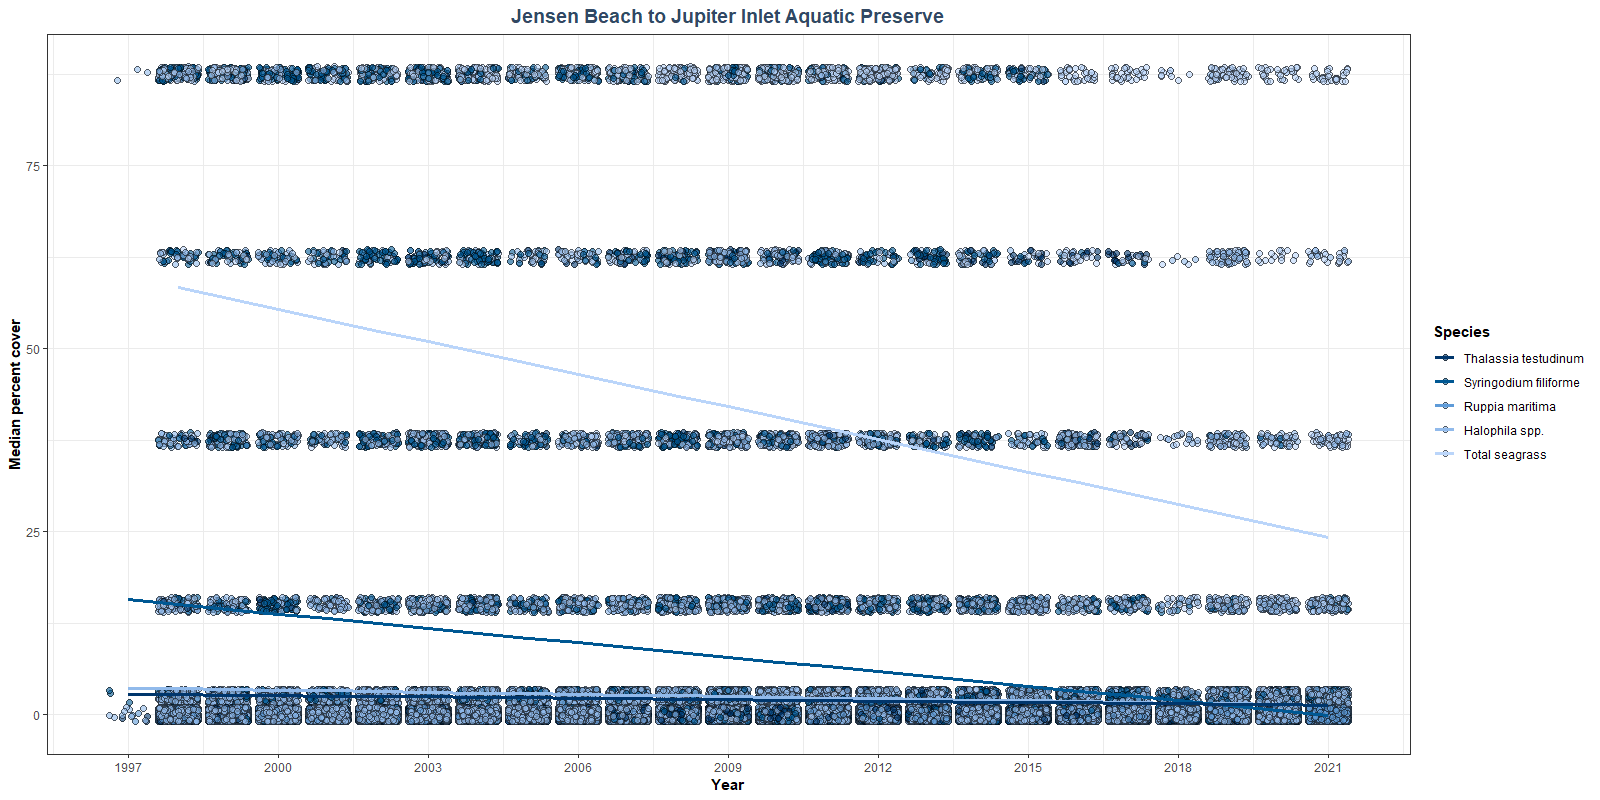 Jensen Beach to Jupiter Inlet Aquatic Preserve
Median percent cover
75
50
25
0
1997 2000 2003 2006 2009 2012 2015 2018 2021
Year
Species
Thalassia testudinum
Syringodium filiforme
Ruppia maritima
Halophila spp.
Total seagrass